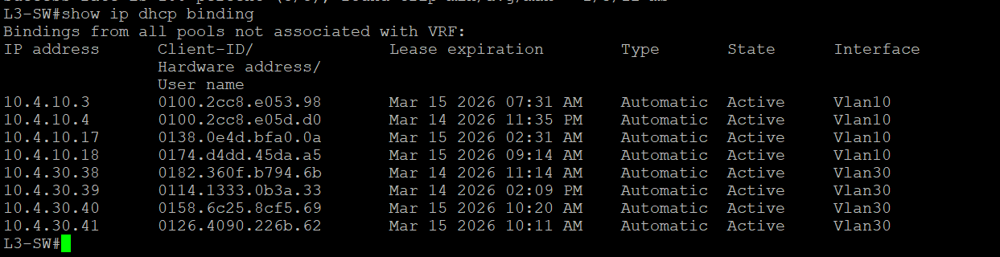 L3-SW#show ip dhcp binding
Bindings from all pools not associated with VRF:
IP address Client-ID/ Lease expiration Type State Interface
Hardware address/
User name
10.4.10.3 0100.2cc8.e053.98 Mar 15 2026 07:31 AM Automatic Active Vlan10
10.4.10.4 0100.2cc8.e05d.d0 Mar 14 2026 11:35 PM Automatic Active Vlan10
10.4.10.17 0138.0e4d.bfa0.0a Mar 15 2026 02:31 AM Automatic Active Vlan10
10.4.10.18 0174.d4dd.45da.a5 Mar 15 2026 09:14 AM Automatic Active Vlan10
10.4.30.38 0182.360f.b794.6b Mar 14 2026 11:14 AM Automatic Active Vlan30
10.4.30.39 0114.1333.0b3a.33 Mar 14 2026 02:09 PM Automatic Active Vlan30
10.4.30.40 0158.6c25.8cf5.69 Mar 15 2026 10:20 AM Automatic Active Vlan30
10.4.30.41 0126.4090.226b.62 Mar 15 2026 10:11 AM Automatic Active Vlan30
L3-SW#